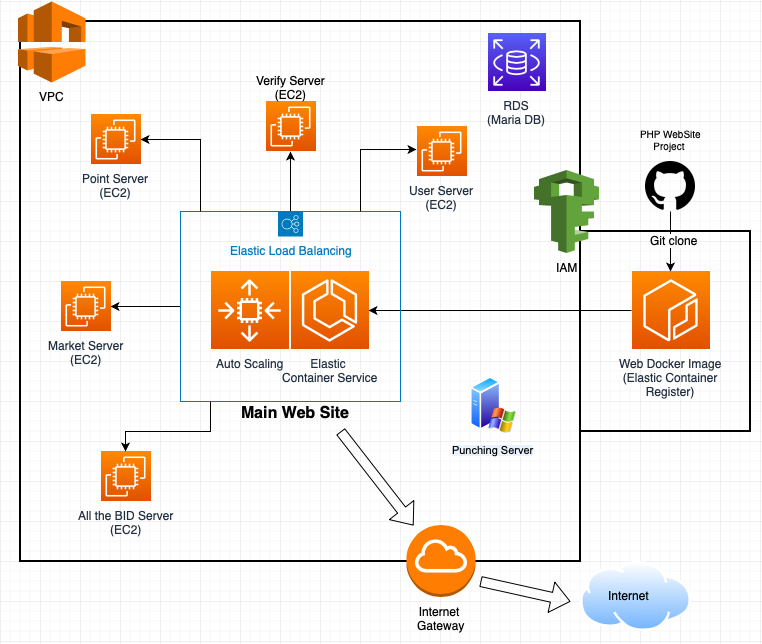 VPC
Verify Server
(EC2)
RDS
(Maria DB)
PHP WebSite
Project
Point Server
(EC2)
User Server
(EC2)
Git clone
Elastic Load Balancing
IAM
Market Server
(EC2)
Auto Scaling
Elastic
Container Service
Web Docker Image
(Elastic Container
Register)
Main Web Site
Punching Server
All the BID Server
(EC2)
Internet
Gateway
Internet